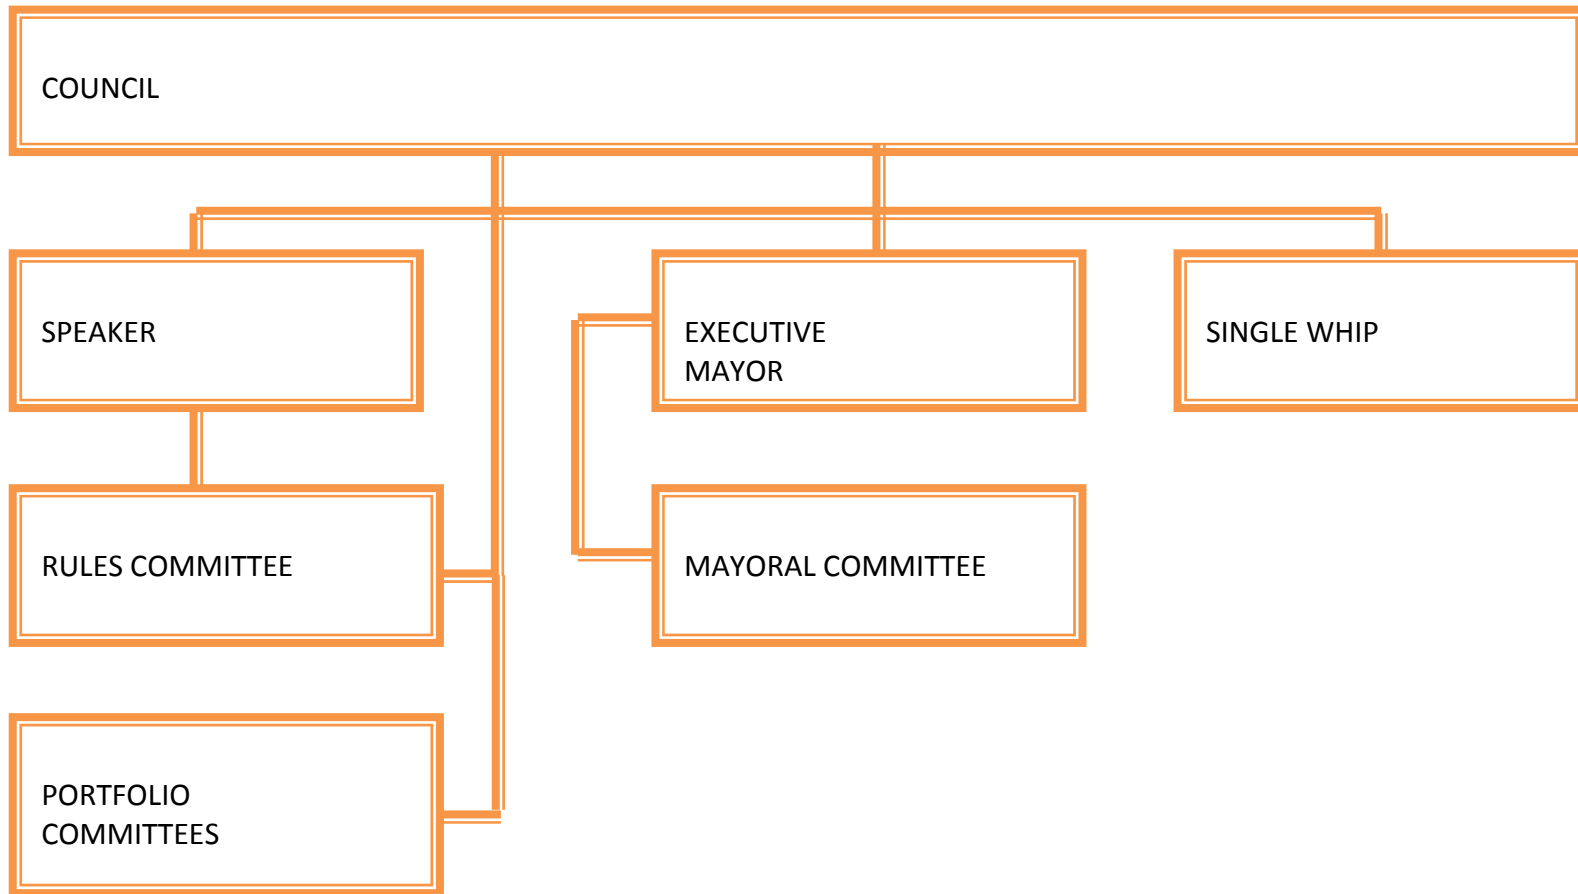 COUNCIL
SPEAKER
EXECUTIVE
MAYOR
SINGLE WHIP
RULES COMMITTEE
MAYORAL COMMITTEE
PORTFOLIO
COMMITTEES